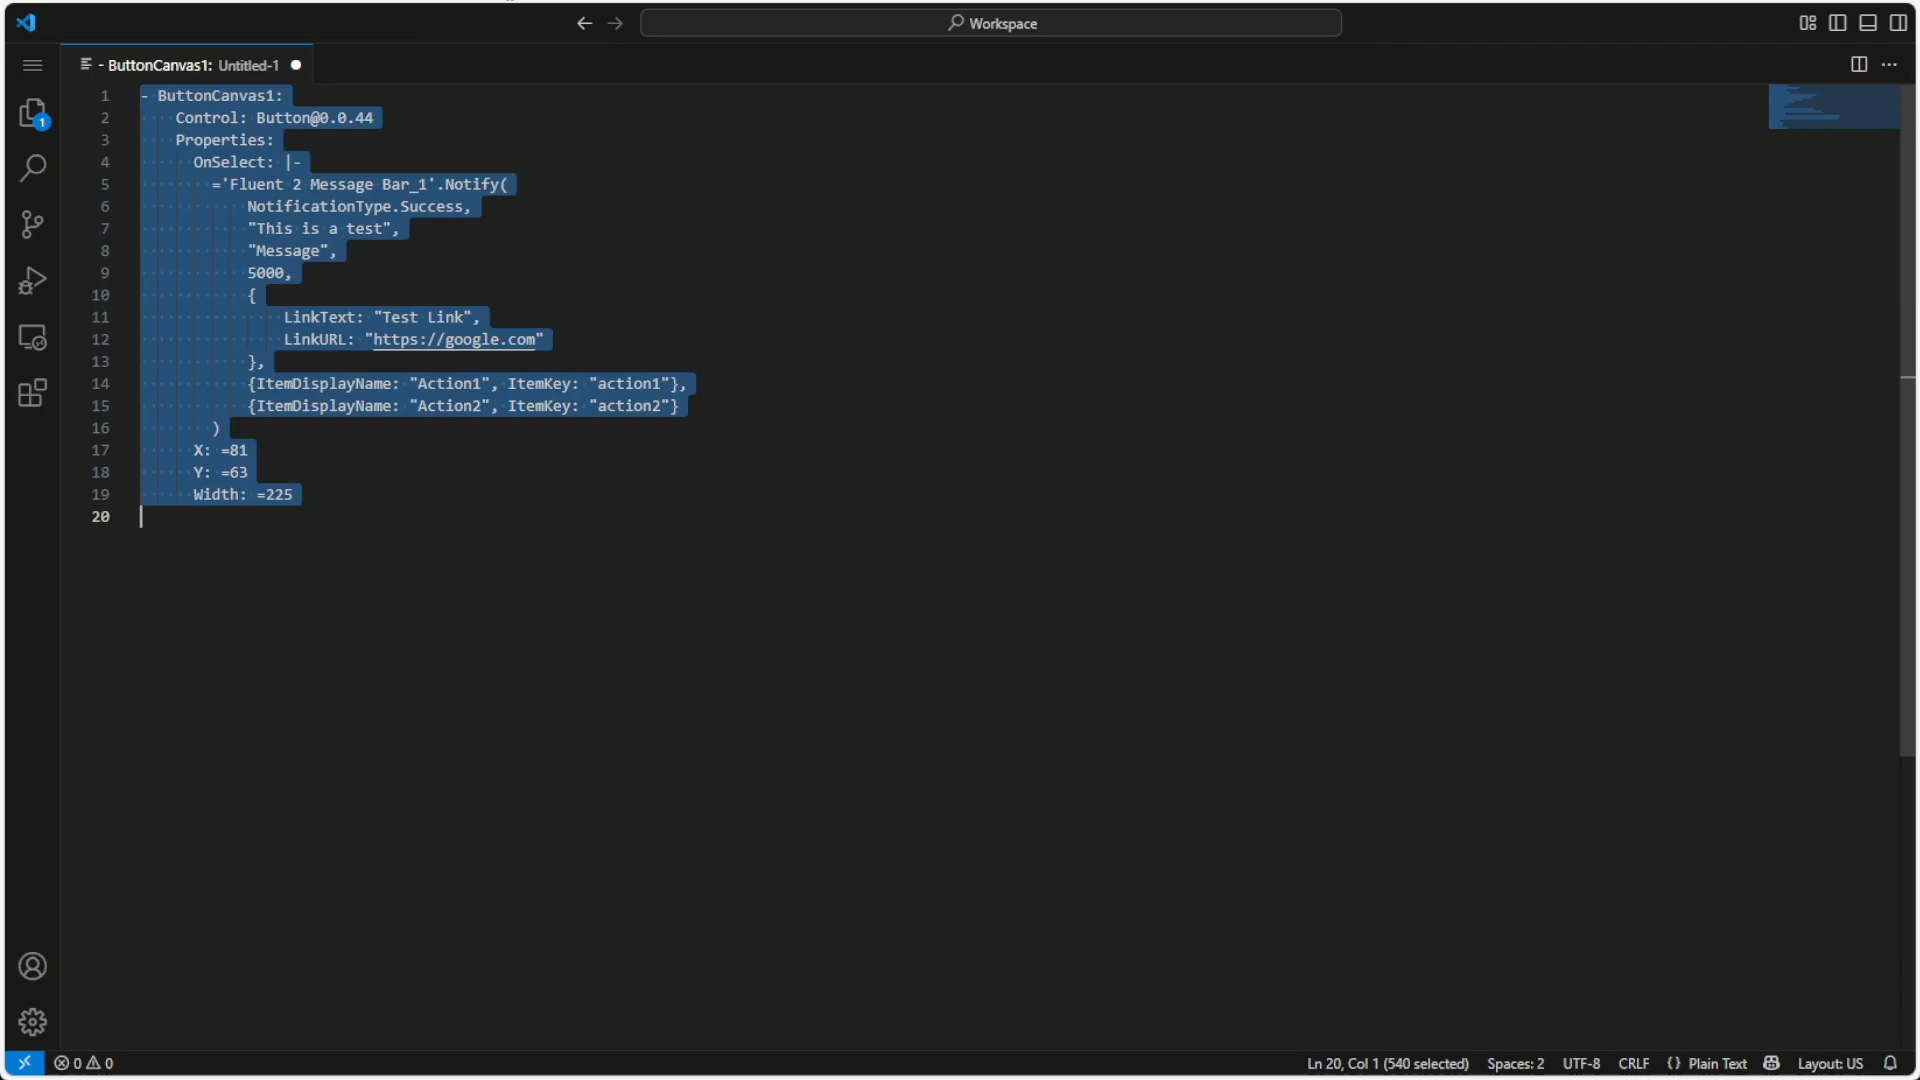 Workspace
- ButtonCanvas1: Untitled-1
1 - ButtonCanvas1:
2 Control: Button@0.0.44
3 Properties:
4 OnSelect: |-
5 ='Fluent 2 Message Bar_1'.Notify(
6 NotificationType.Success,
7 "This is a test",
8 "Message",
9 5000,
10 {
11 LinkText: "Test Link",
12 LinkURL: "https://google.com"
13 },
14 {ItemDisplayName: "Action1", ItemKey: "action1"},
15 {ItemDisplayName: "Action2", ItemKey: "action2"}
16 )
17 X: =81
18 Y: =63
19 Width: =225
20
1
0 0 Ln 20, Col 1 (540 selected) Spaces: 2 UTF-8 CRLF {} Plain Text Layout: US